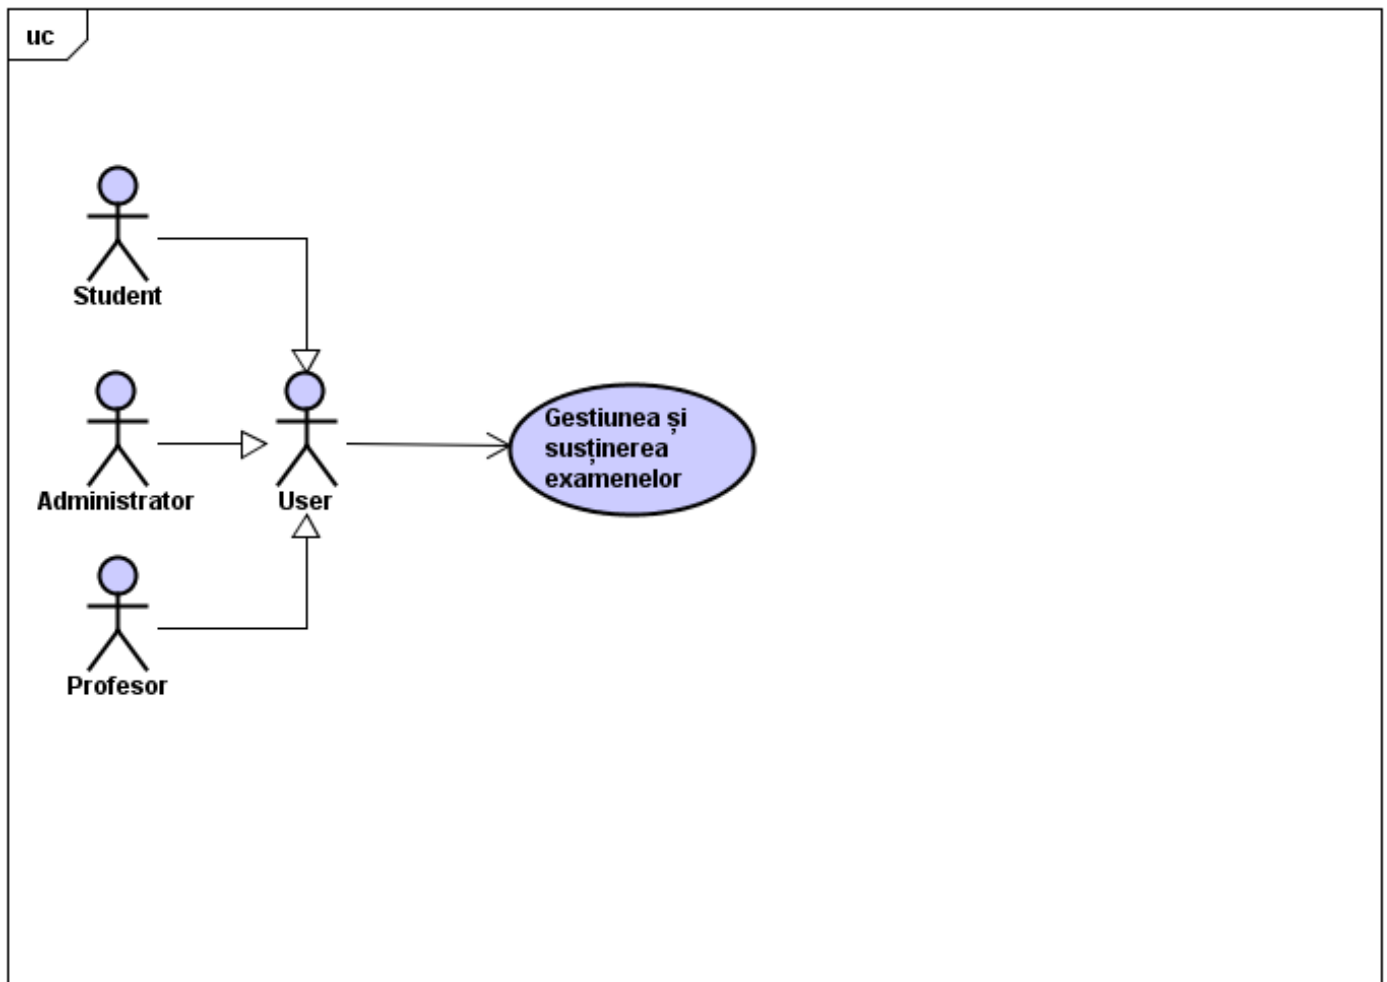 uc
Student
Administrator
User
Gestiunea și
susținerea
examenelor
Profesor